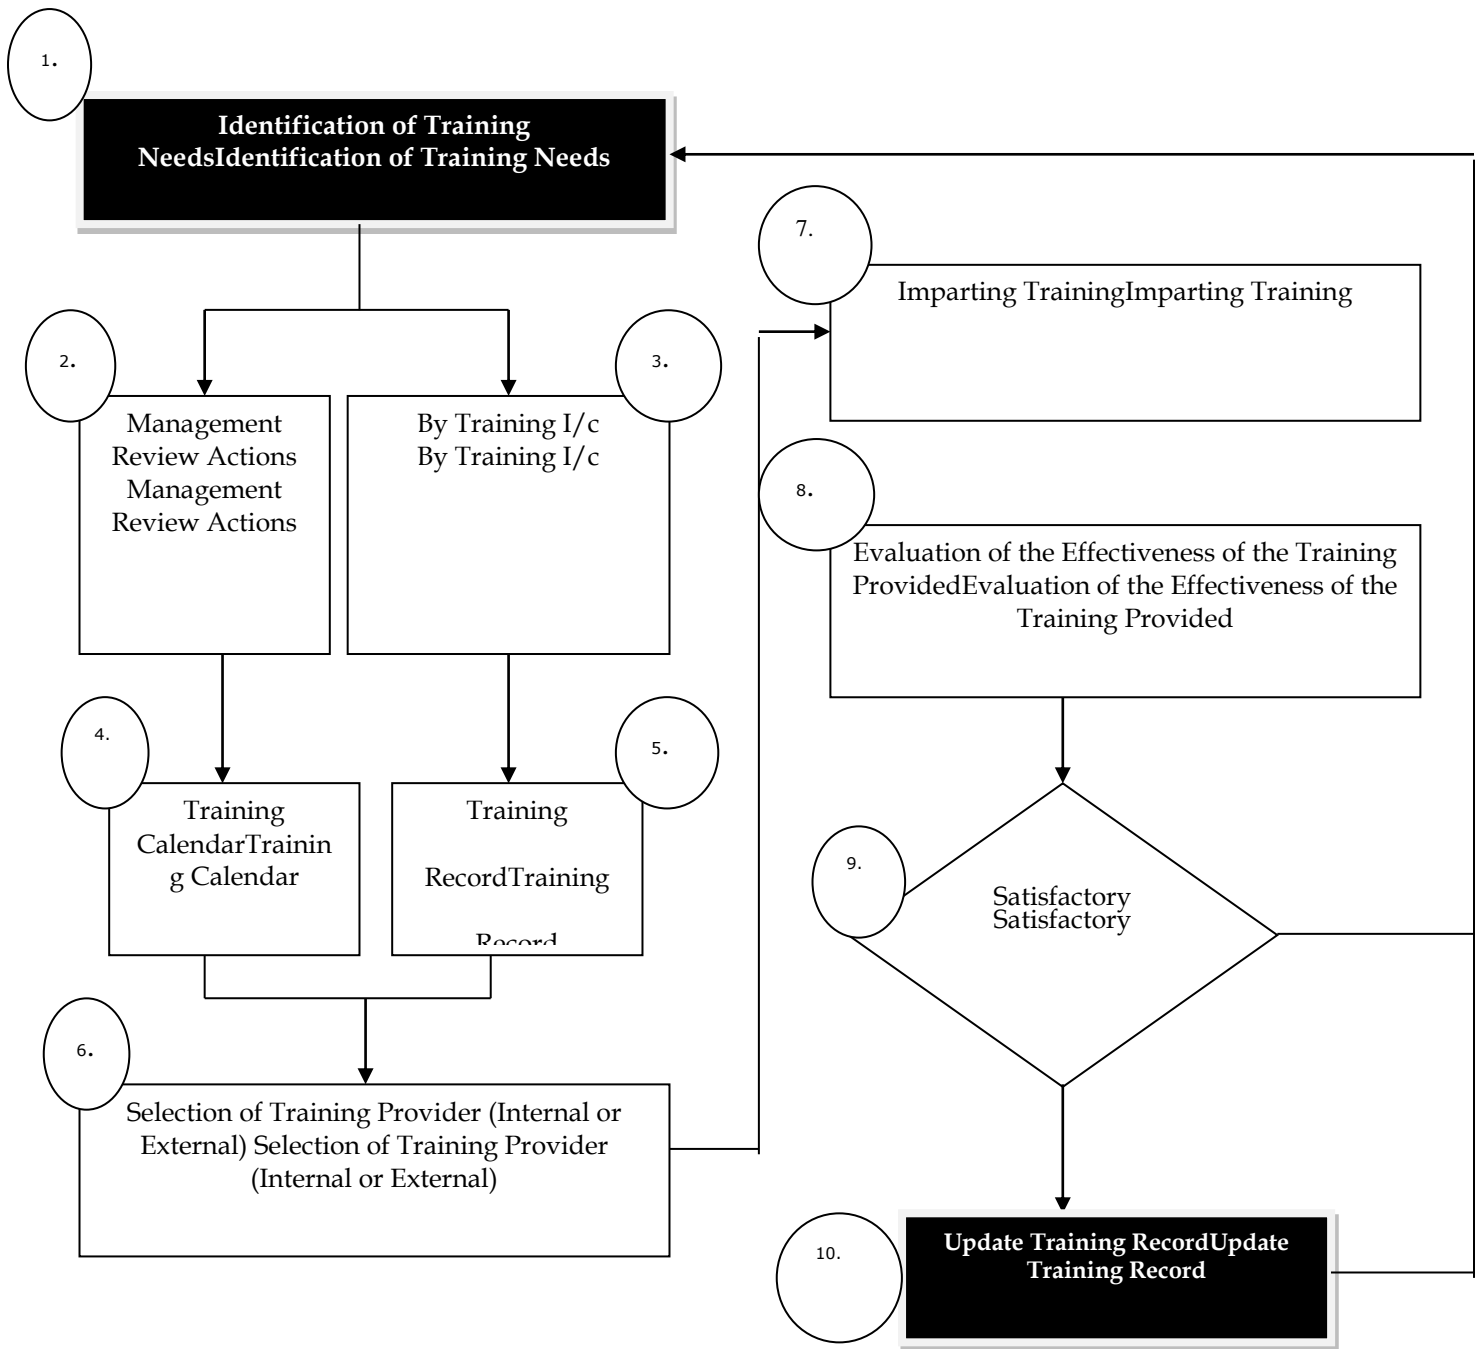 1.
Identification of Training
NeedsIdentification of Training Needs
2.
Management
Review Actions
Management
Review Actions
3.
By Training I/c
By Training I/c
4.
Training
CalendarTrainin
g Calendar
5.
Training
RecordTraining
Record
6.
Selection of Training Provider (Internal or
External) Selection of Training Provider
(Internal or External)
7.
Imparting TrainingImparting Training
8.
Evaluation of the Effectiveness of the Training
ProvidedEvaluation of the Effectiveness of the
Training Provided
9.
Satisfactory
Satisfactory
10.
Update Training RecordUpdate
Training Record